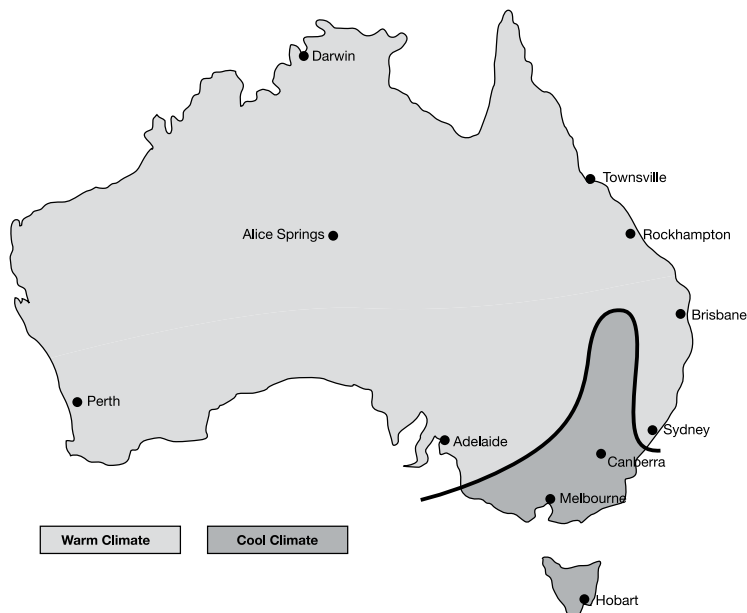 Darwin
Townsville
Alice Springs
Rockhampton
Brisbane
Perth
Sydney
Adelaide
Canberra
Melbourne
Warm Climate
Cool Climate
Hobart